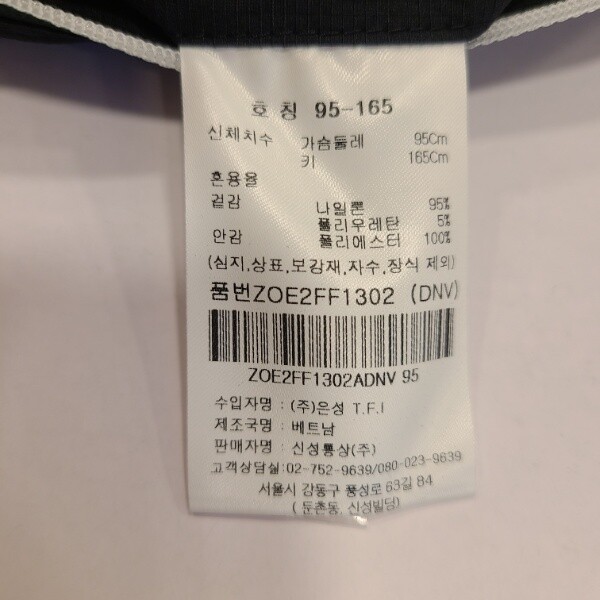 호 칭 95-165
신체치수 가슴둘레 95Cm
키 165Cm
혼용율
겉감 나일론 95%
폴리우레탄 5%
안감 폴리에스터 100%
(심지,상표,보강재,자수,장식 제외)
품번ZOE2FF1302 (DNV)
ZOE2FF1302ADNV 95
수입자명 : (주)은성 T.F.I
제조국명 : 베트남
판매자명 : 신성통상(주)
고객상담실:02-752-9639/080-023-9639
서울시 강동구 풍성로 63길 84
( 둔촌동, 신성빌딩)